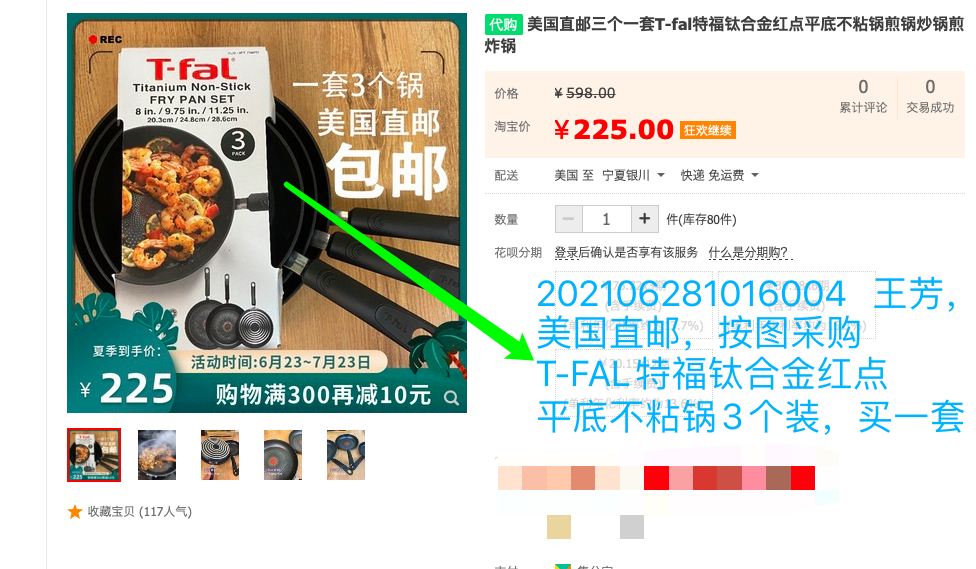 REC
T-fal
Titanium Non-Stick
FRY PAN SET
8 in. / 9.75 in. / 11.25 in.
20.3cm / 24.8cm / 28.6cm
3
PACK
一套3个锅
美国直邮
包邮
T-fal
夏季到手价：
￥225
活动时间:6月23~7月23日
购物满300再减10元
收藏宝贝 (117人气)
代购 美国直邮三个一套T-fal特福钛合金红点平底不粘锅煎锅炒锅煎
炸锅
价格 ¥ 598.00
淘宝价 ¥225.00 狂欢继续
0 0
累计评论 交易成功
配送 美国 至 宁夏银川 快递 免运费
数量 − 1 + 件(库存80件)
花呗分期 登录后确认是否享有该服务 什么是分期购？
202106281016004 王芳，
美国直邮，按图采购
T-FAL 特福钛合金红点
平底不粘锅３个装，买一套